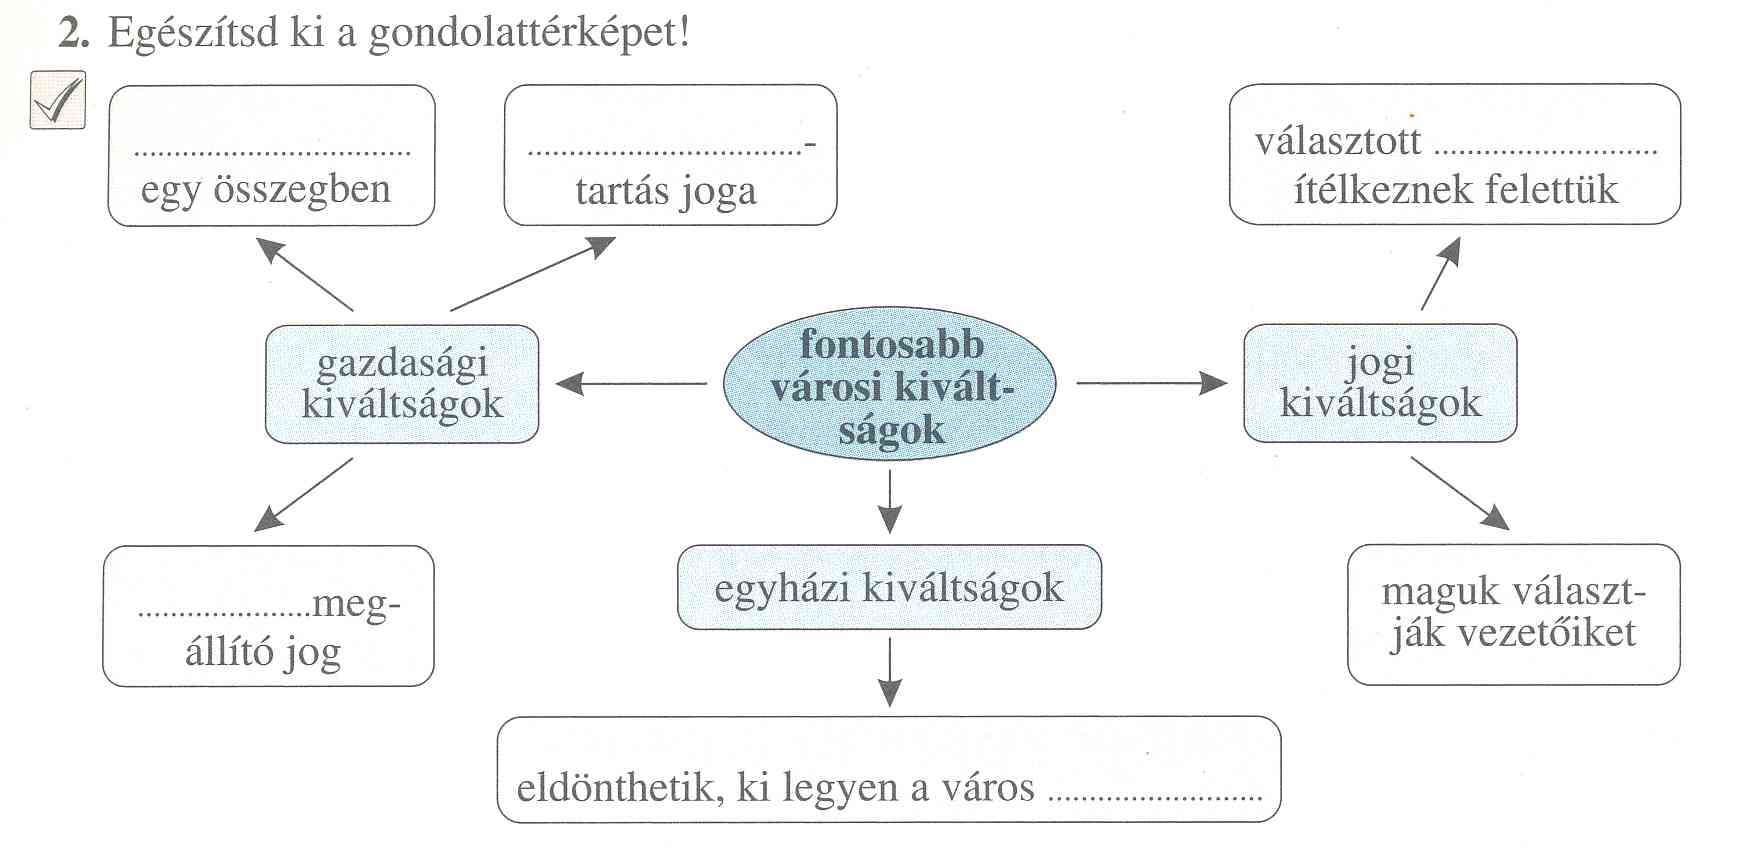 2. Egészítsd ki a gondolattérképet!
..................................
egy összegben
..................................-
tartás joga
választott ............................
ítélkeznek felettük
gazdasági
kiváltságok
fontosabb
városi kivált-
ságok
jogi
kiváltságok
.....................meg-
állító jog
egyházi kiváltságok
maguk választ-
ják vezetőiket
eldönthetik, ki legyen a város ..........................